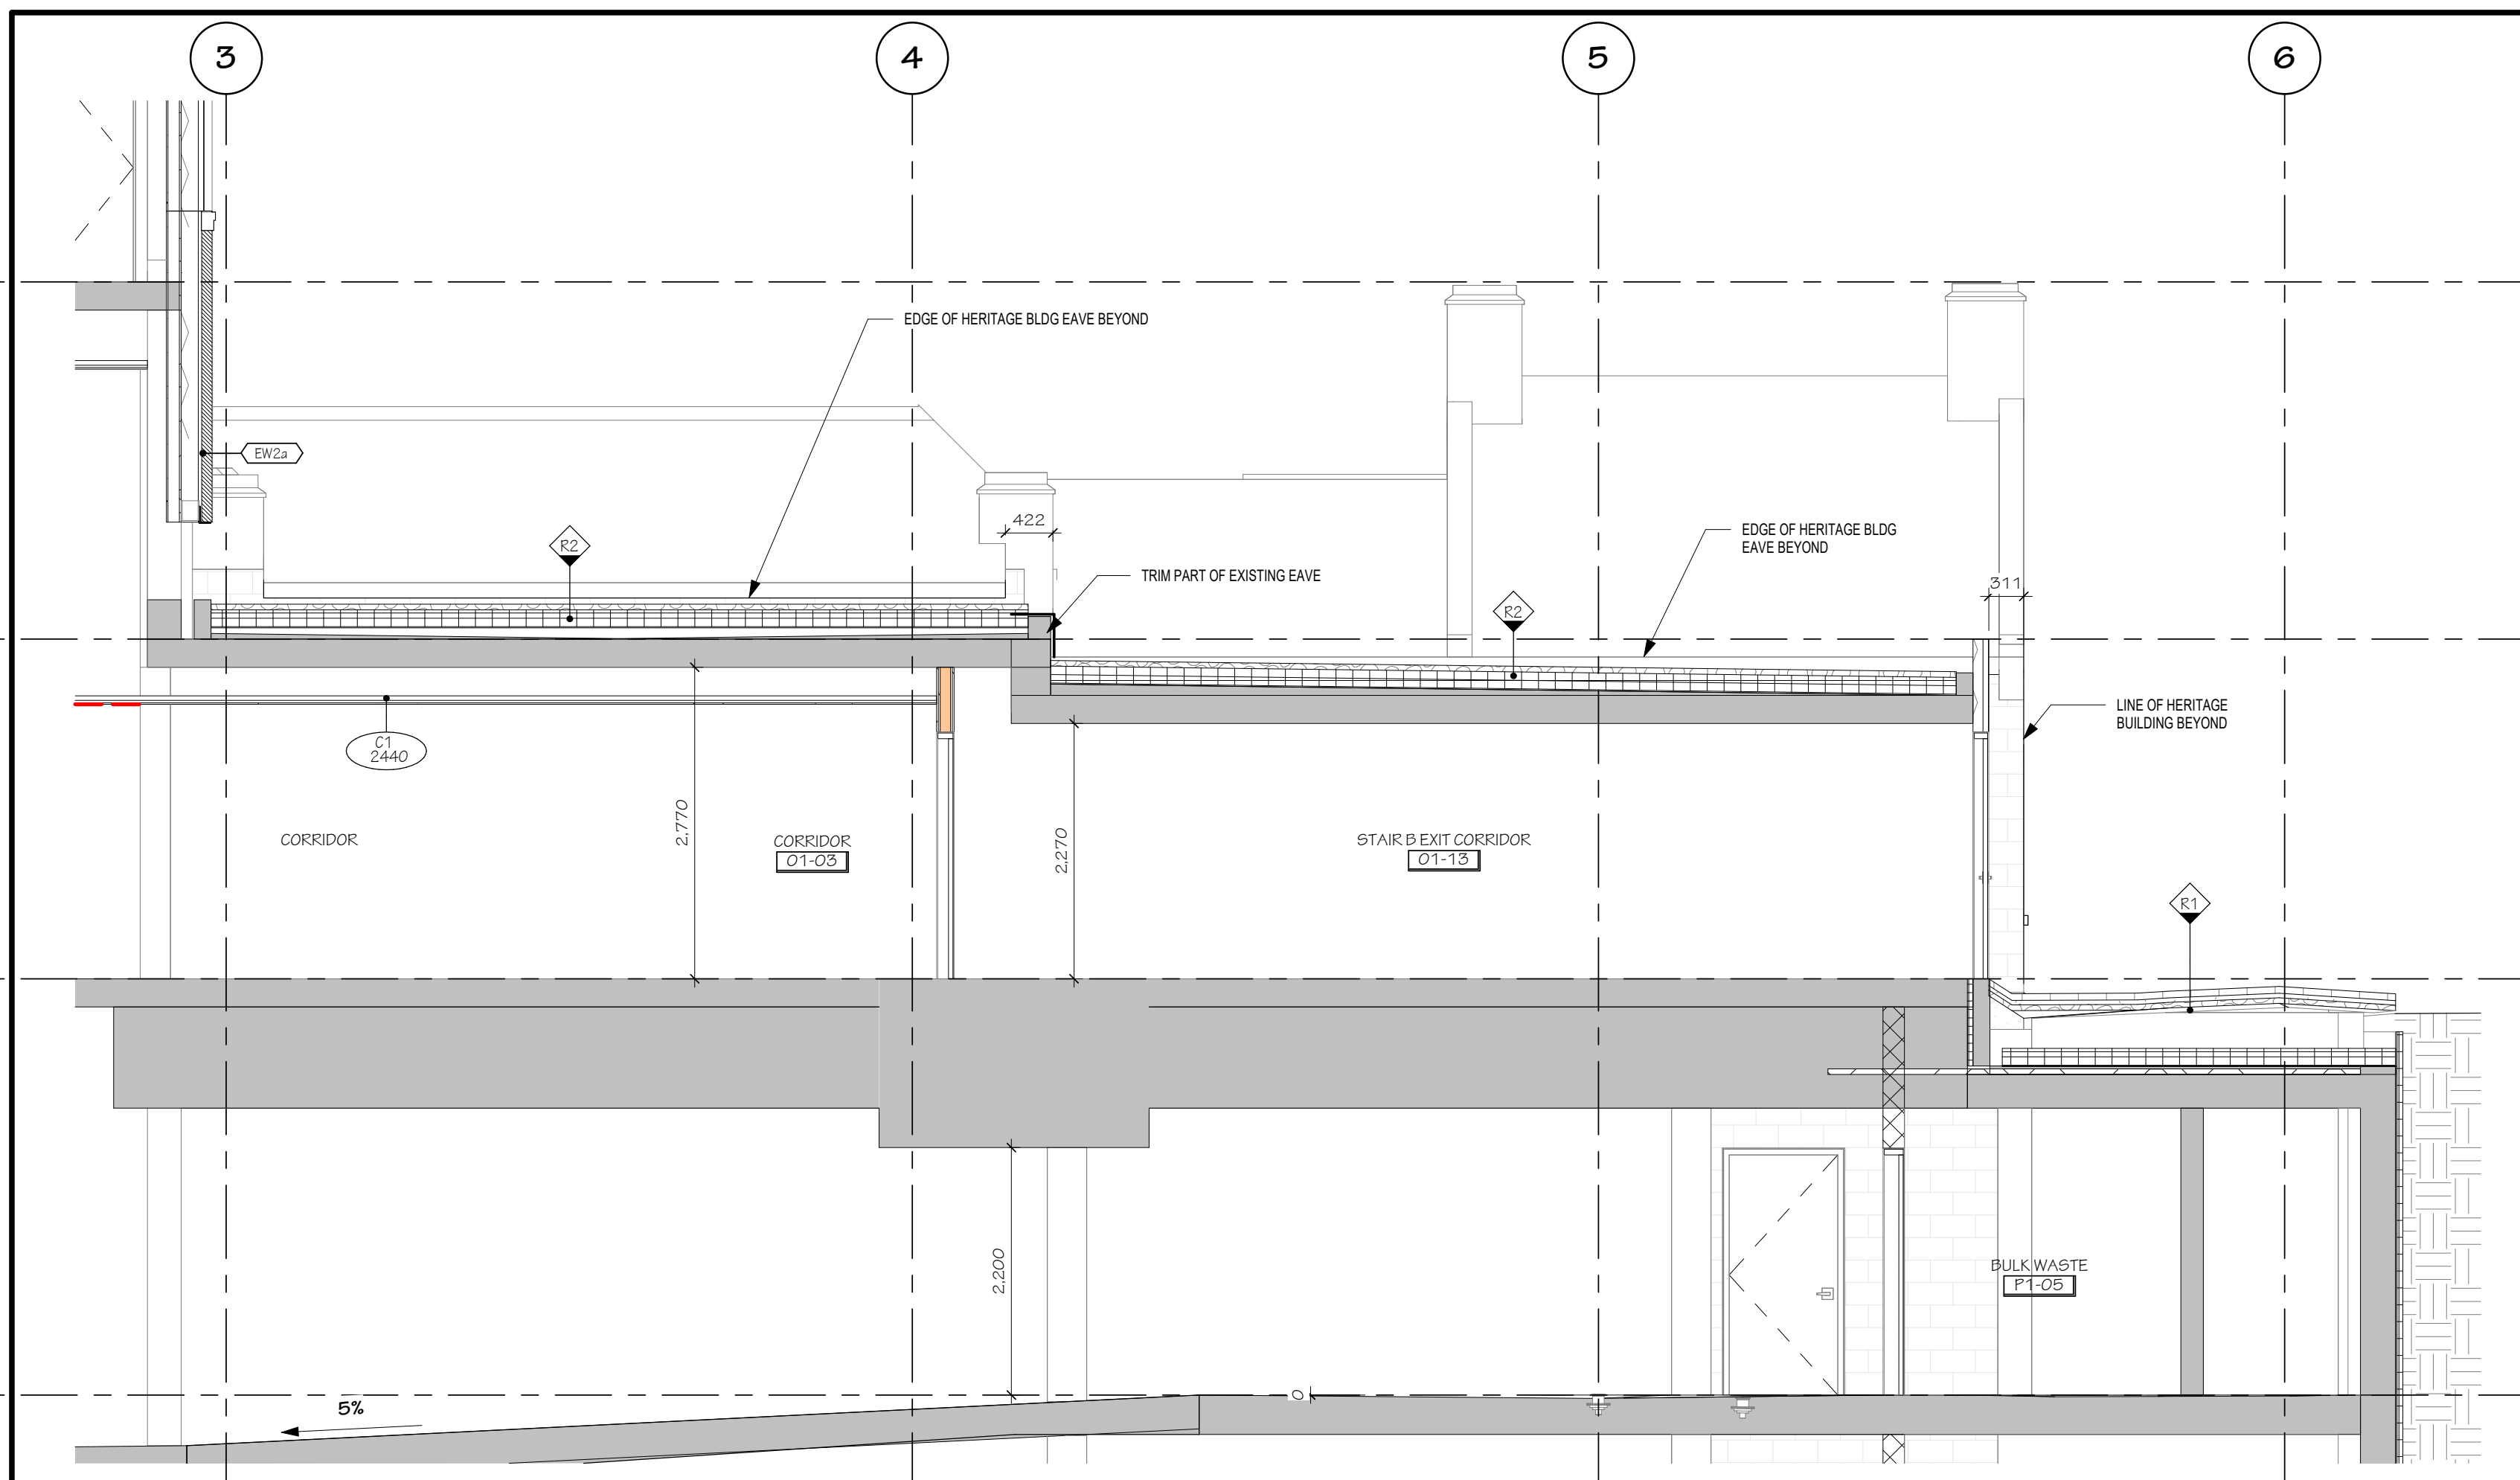 3
4
5
6
EDGE OF HERITAGE BLDG EAVE BEYOND
EW2a
422
R2
EDGE OF HERITAGE BLDG
EAVE BEYOND
TRIM PART OF EXISTING EAVE
311
R2
LINE OF HERITAGE
BUILDING BEYOND
C1
2440
2,770
2,270
CORRIDOR
CORRIDOR
01-03
STAIR B EXIT CORRIDOR
01-13
R1
2,200
BULK WASTE
P1-05
0
5%